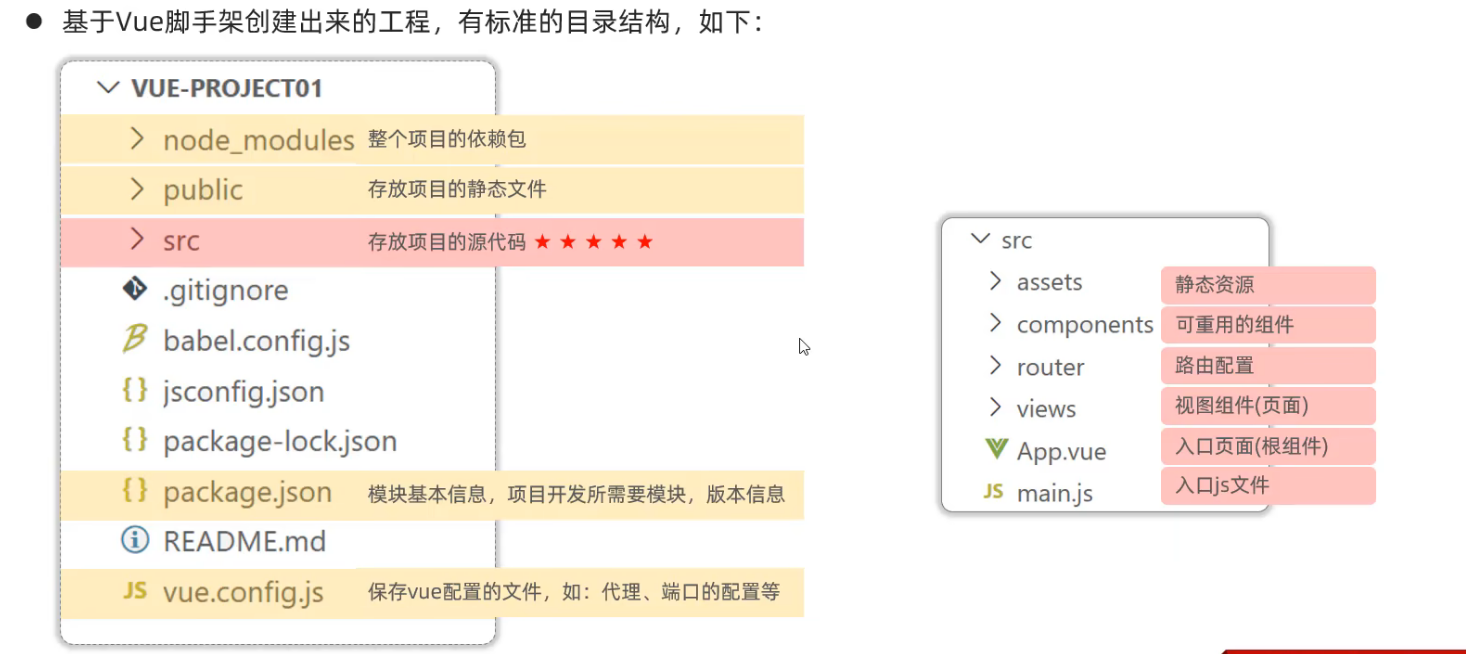 基于Vue脚手架创建出来的工程，有标准的目录结构，如下：
VUE-PROJECT01
node_modules 整个项目的依赖包
public 存放项目的静态文件
src 存放项目的源代码 ★ ★ ★ ★ ★
.gitignore
babel.config.js
jsconfig.json
package-lock.json
package.json 模块基本信息，项目开发所需要模块，版本信息
README.md
vue.config.js 保存vue配置的文件，如：代理、端口的配置等
src
assets 静态资源
components 可重用的组件
router 路由配置
views 视图组件(页面)
App.vue 入口页面(根组件)
JS main.js 入口js文件